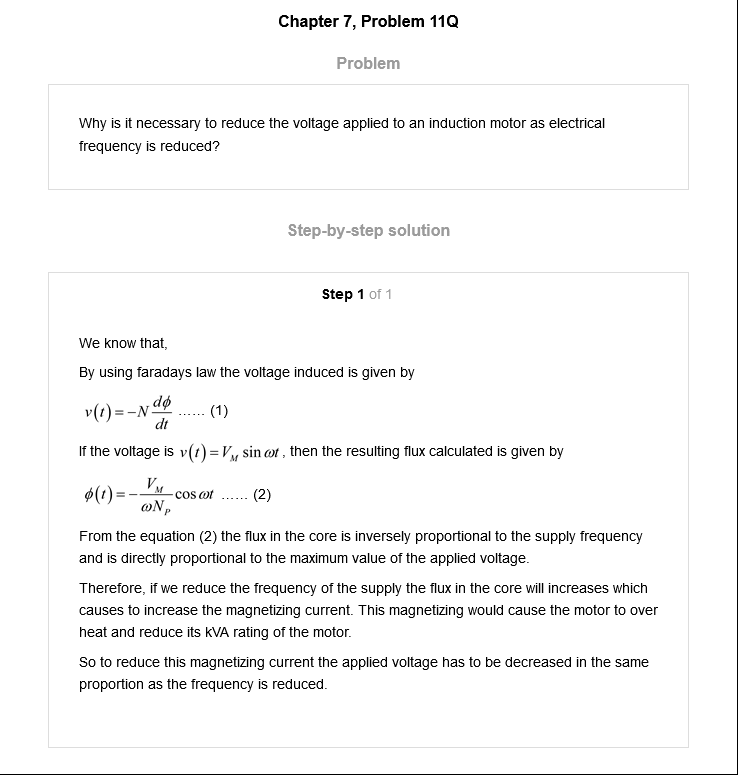 Chapter 7, Problem 11Q
Problem
Why is it necessary to reduce the voltage applied to an induction motor as electrical
frequency is reduced?
Step-by-step solution
Step 1 of 1
We know that,
By using faradays law the voltage induced is given by
v(t) = -N dϕ/dt ...... (1)
If the voltage is v(t) = V_M sin ωt , then the resulting flux calculated is given by
ϕ(t) = - V_M/ωN_P cos ωt ...... (2)
From the equation (2) the flux in the core is inversely proportional to the supply frequency
and is directly proportional to the maximum value of the applied voltage.
Therefore, if we reduce the frequency of the supply the flux in the core will increases which
causes to increase the magnetizing current. This magnetizing would cause the motor to over
heat and reduce its kVA rating of the motor.
So to reduce this magnetizing current the applied voltage has to be decreased in the same
proportion as the frequency is reduced.